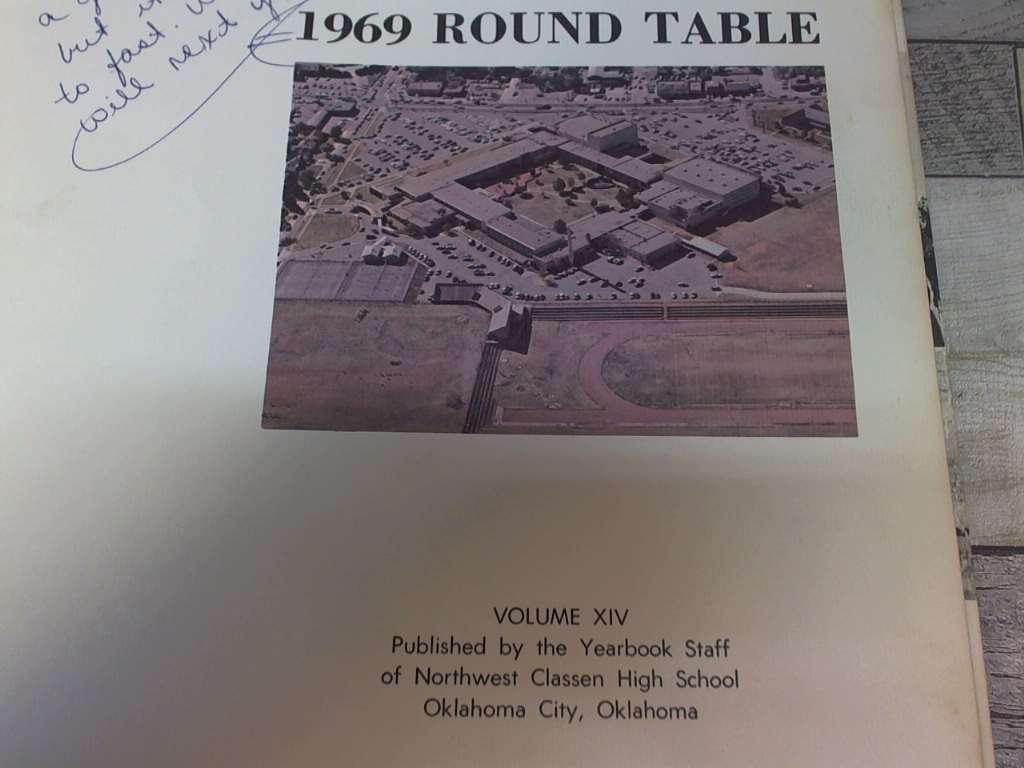 a
but
to fast.
will next
1969 ROUND TABLE
VOLUME XIV
Published by the Yearbook Staff
of Northwest Classen High School
Oklahoma City, Oklahoma